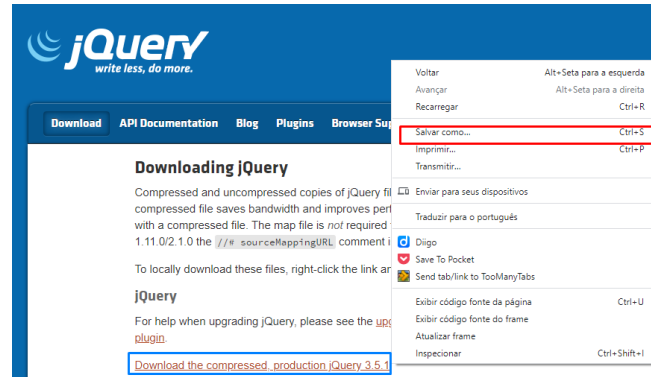 jQuery
write less, do more.
Download API Documentation Blog Plugins Browser Sup
Downloading jQuery
Compressed and uncompressed copies of jQuery fil
compressed file saves bandwidth and improves perf
with a compressed file. The map file is not required
1.11.0/2.1.0 the //# sourceMappingURL comment i
To locally download these files, right-click the link an
jQuery
For help when upgrading jQuery, please see the upg
plugin.
Download the compressed, production jQuery 3.5.1
Voltar Alt+Seta para a esquerda
Avançar Alt+Seta para a direita
Recarregar Ctrl+R
Salvar como... Ctrl+S
Imprimir... Ctrl+P
Transmitir...
Enviar para seus dispositivos
Traduzir para o português
Diigo
Save To Pocket
Send tab/link to TooManyTabs
Exibir código fonte da página Ctrl+U
Exibir código fonte do frame
Atualizar frame
Inspecionar Ctrl+Shift+I